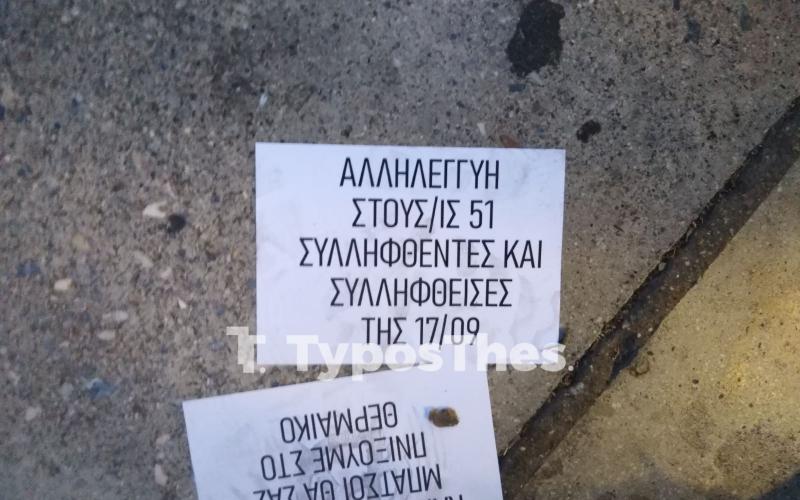 ΑΛΛΗΛΕΓΓΥΗ
ΣΤΟΥΣ/ΙΣ 51
ΣΥΛΛΗΦΘΕΝΤΕΣ ΚΑΙ
ΣΥΛΛΗΦΘΕΙΣΕΣ
ΤΗΣ 17/09
T. TyposThes.
ΜΠΑΤΣΟΙ ΘΑ ΣΑΣ
ΠΝΙΞΟΥΜΕ ΣΤΟ
ΘΕΡΜΑΙΚΟ